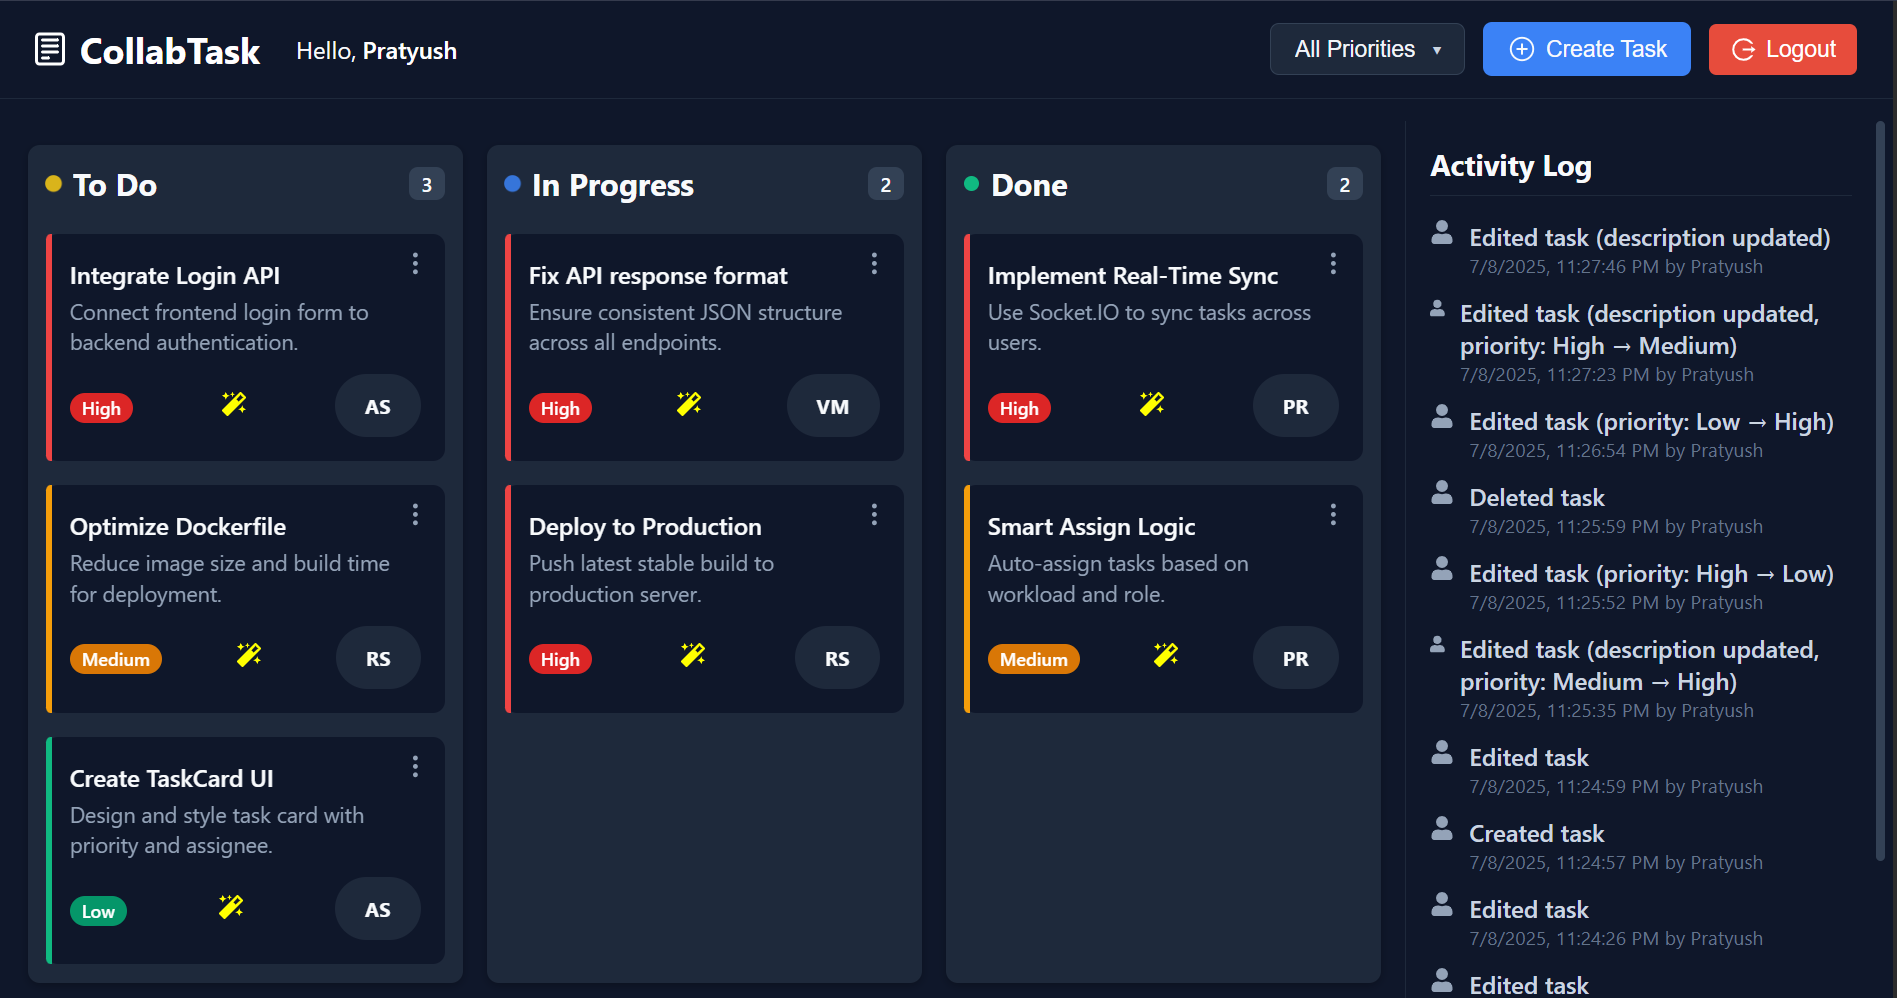 CollabTask
Hello, Pratyush
All Priorities ▼
Create Task
Logout
To Do
3
Integrate Login API
Connect frontend login form to
backend authentication.
High
AS
Optimize Dockerfile
Reduce image size and build time
for deployment.
Medium
RS
Create TaskCard UI
Design and style task card with
priority and assignee.
Low
AS
In Progress
2
Fix API response format
Ensure consistent JSON structure
across all endpoints.
High
VM
Deploy to Production
Push latest stable build to
production server.
High
RS
Done
2
Implement Real-Time Sync
Use Socket.IO to sync tasks across
users.
High
PR
Smart Assign Logic
Auto-assign tasks based on
workload and role.
Medium
PR
Activity Log
Edited task (description updated)
7/8/2025, 11:27:46 PM by Pratyush
Edited task (description updated,
priority: High → Medium)
7/8/2025, 11:27:23 PM by Pratyush
Edited task (priority: Low → High)
7/8/2025, 11:26:54 PM by Pratyush
Deleted task
7/8/2025, 11:25:59 PM by Pratyush
Edited task (priority: High → Low)
7/8/2025, 11:25:52 PM by Pratyush
Edited task (description updated,
priority: Medium → High)
7/8/2025, 11:25:35 PM by Pratyush
Edited task
7/8/2025, 11:24:59 PM by Pratyush
Created task
7/8/2025, 11:24:57 PM by Pratyush
Edited task
7/8/2025, 11:24:26 PM by Pratyush
Edited task